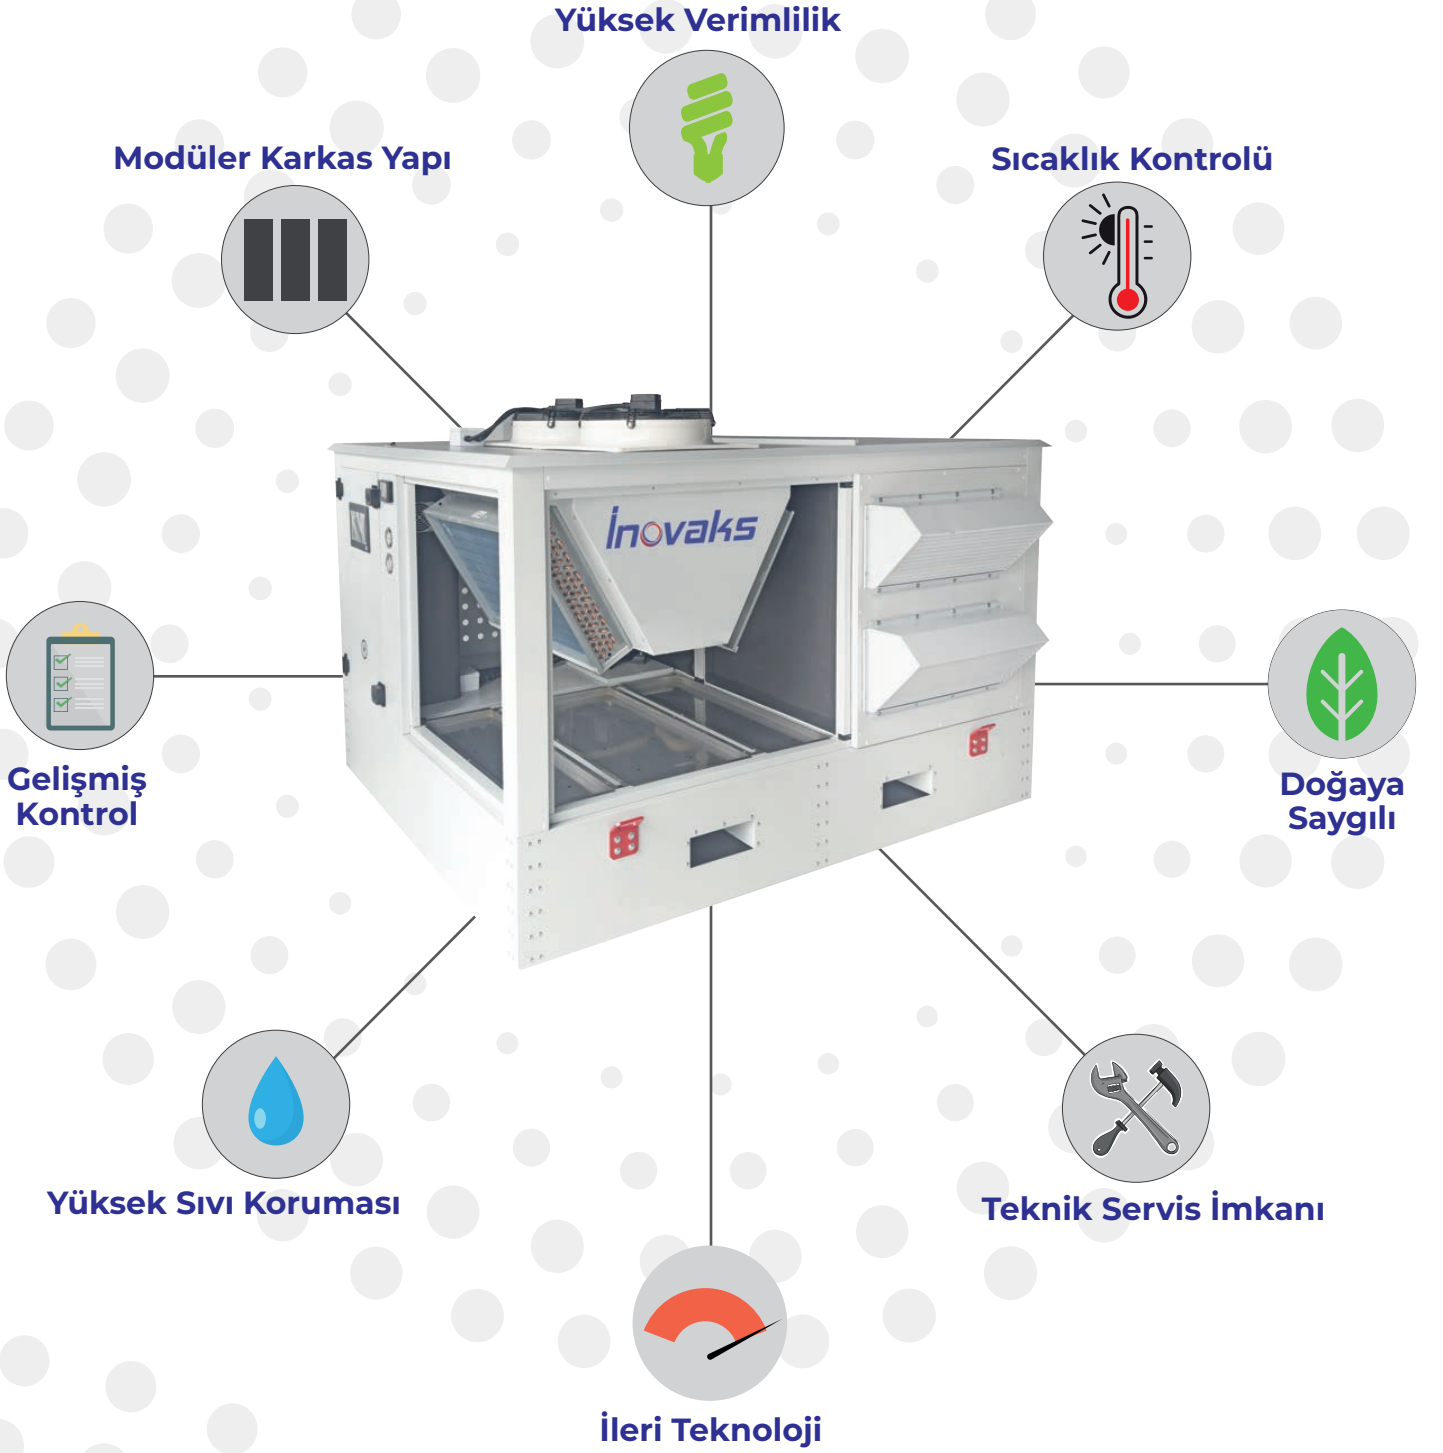 Yüksek Verimlilik
Modüler Karkas Yapı
Sıcaklık Kontrolü
inovaks
Gelişmiş
Kontrol
Doğaya
Saygılı
Yüksek Sıvı Koruması
Teknik Servis İmkanı
İleri Teknoloji